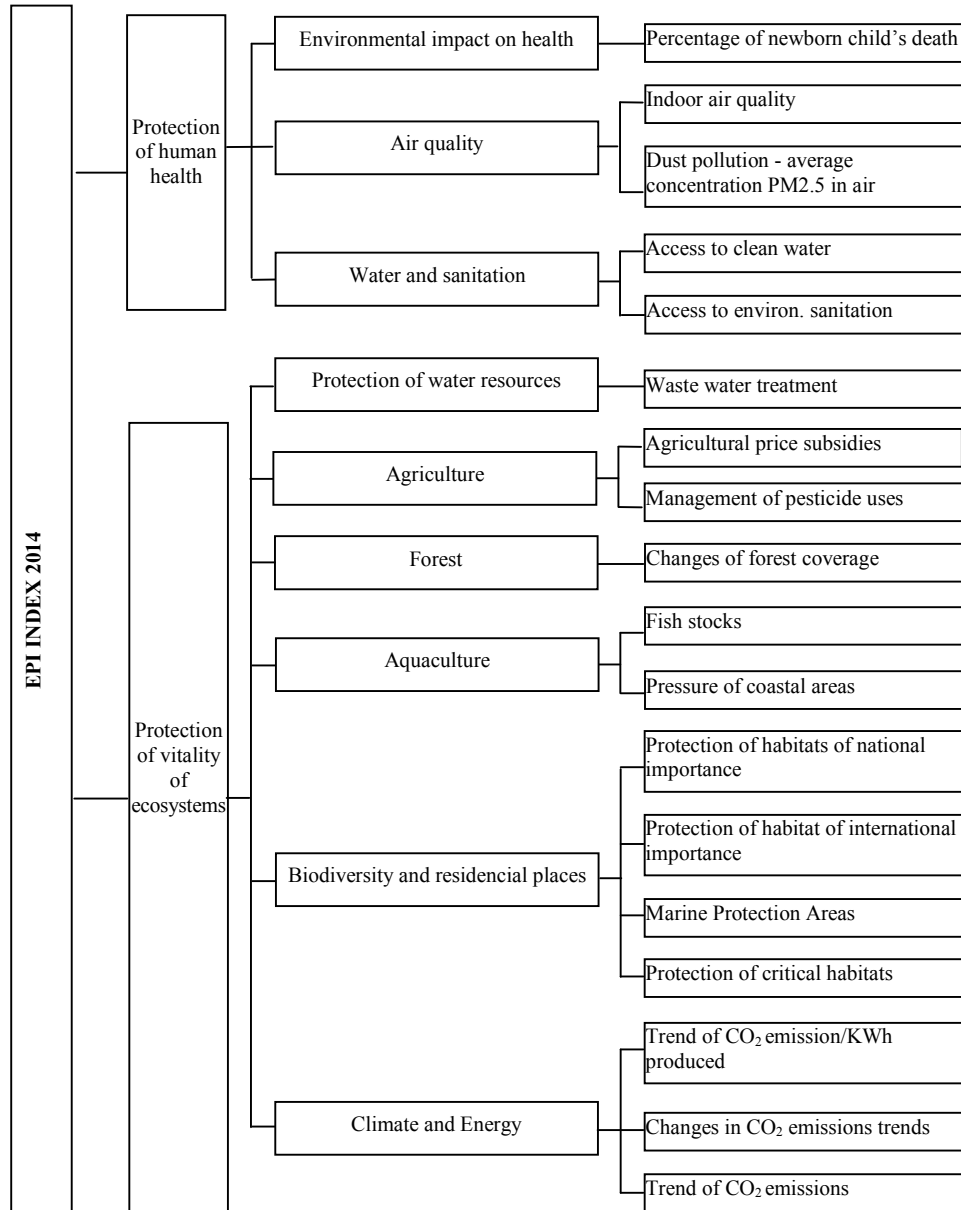 EPI INDEX 2014
Protection
of human
health
Environmental impact on health
Percentage of newborn child’s death
Air quality
Indoor air quality
Dust pollution - average
concentration PM2.5 in air
Water and sanitation
Access to clean water
Access to environ. sanitation
Protection
of vitality
of
ecosystems
Protection of water resources
Waste water treatment
Agriculture
Agricultural price subsidies
Management of pesticide uses
Forest
Changes of forest coverage
Aquaculture
Fish stocks
Pressure of coastal areas
Biodiversity and residencial places
Protection of habitats of national
importance
Protection of habitat of international
importance
Marine Protection Areas
Protection of critical habitats
Climate and Energy
Trend of CO₂ emission/KWh
produced
Changes in CO₂ emissions trends
Trend of CO₂ emissions